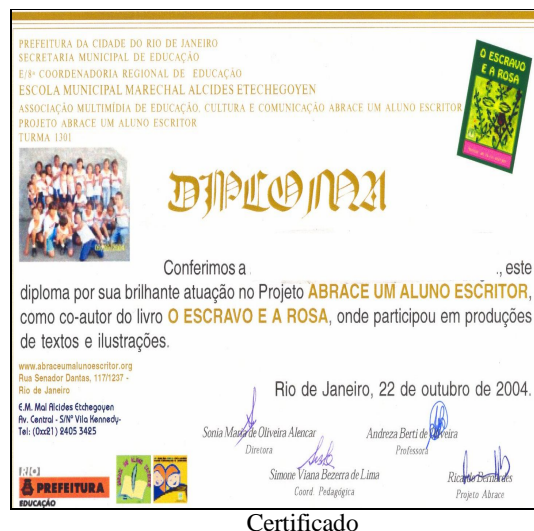 PREFEITURA DA CIDADE DO RIO DE JANEIRO
SECRETARIA MUNICIPAL DE EDUCAÇÃO
E/8ª COORDENADORIA REGIONAL DE EDUCAÇÃO
ESCOLA MUNICIPAL MARECHAL ALCIDES ETECHEGOYEN
ASSOCIAÇÃO MULTIMÍDIA DE EDUCAÇÃO, CULTURA E COMUNICAÇÃO ABRACE UM ALUNO ESCRITOR
PROJETO ABRACE UM ALUNO ESCRITOR
TURMA 1301
O ESCRAVO
E A ROSA
DIPLOMA
Conferimos a ., este
diploma por sua brilhante atuação no Projeto ABRACE UM ALUNO ESCRITOR,
como co-autor do livro O ESCRAVO E A ROSA, onde participou em produções
de textos e ilustrações.
www.abraceumalunoescritor.org
Rua Senador Dantas, 117/1237 -
Rio de Janeiro
E.M. Mal Alcides Etchegoyen
Av. Central - S/Nº Vila Kennedy-
Tel: (0xx21) 2405 3425
Rio de Janeiro, 22 de outubro de 2004.
Sonia Maria de Oliveira Alencar
Diretora
Andreza Berti de Oliveira
Professora
Simone Viana Bezerra de Lima
Coord Pedagógica
Ricardo Bernardes
Projeto Abrace
RIO
PREFEITURA
EDUCAÇÃO
Certificado